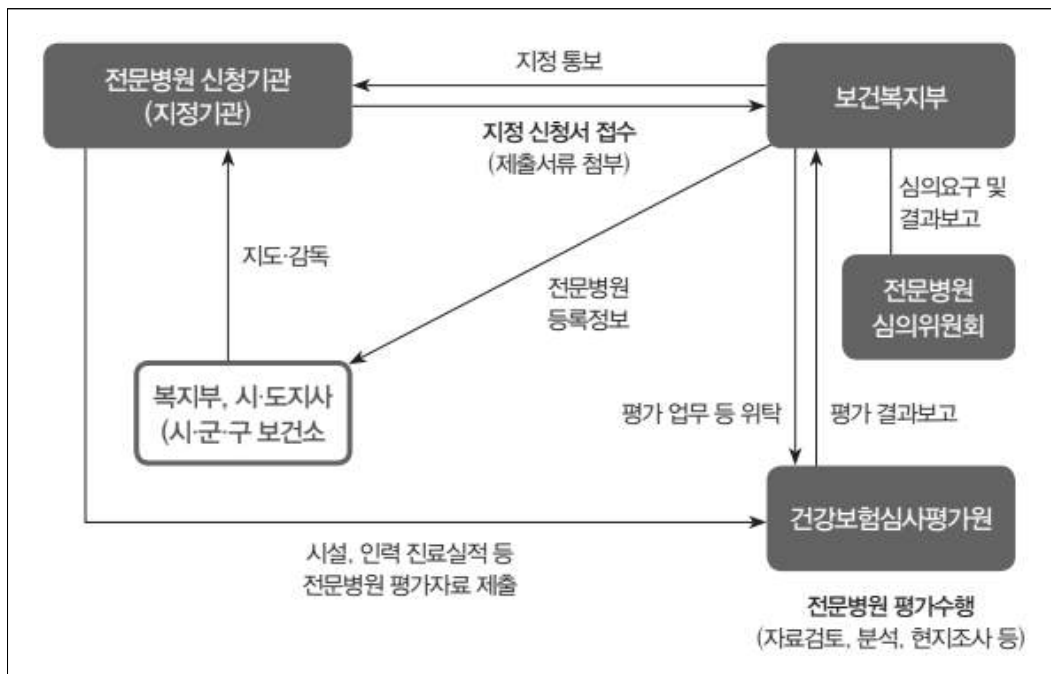 지정 통보
전문병원 신청기관
(지정기관)
보건복지부
지정 신청서 접수
(제출서류 첨부)
심의요구 및
결과보고
지도·감독
전문병원
등록정보
전문병원
심의위원회
복지부, 시·도지사
(시·군·구 보건소
평가 업무 등 위탁
평가 결과보고
건강보험심사평가원
시설, 인력 진료실적 등
전문병원 평가자료 제출
전문병원 평가수행
(자료검토, 분석, 현지조사 등)